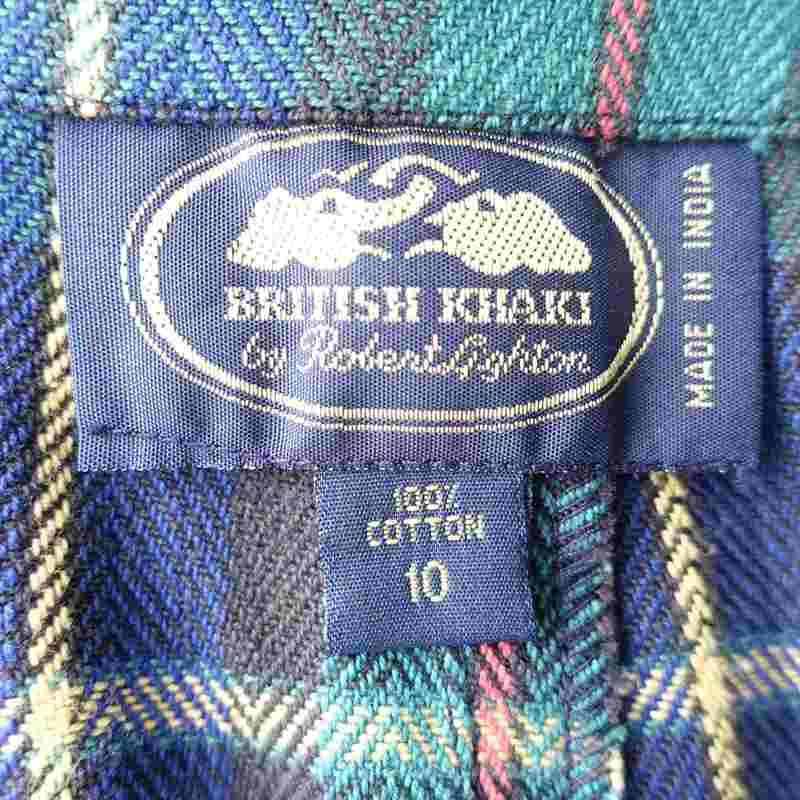 BRITISH KHAKI
by Robert Lighton
MADE IN INDIA
100%
COTTON
10